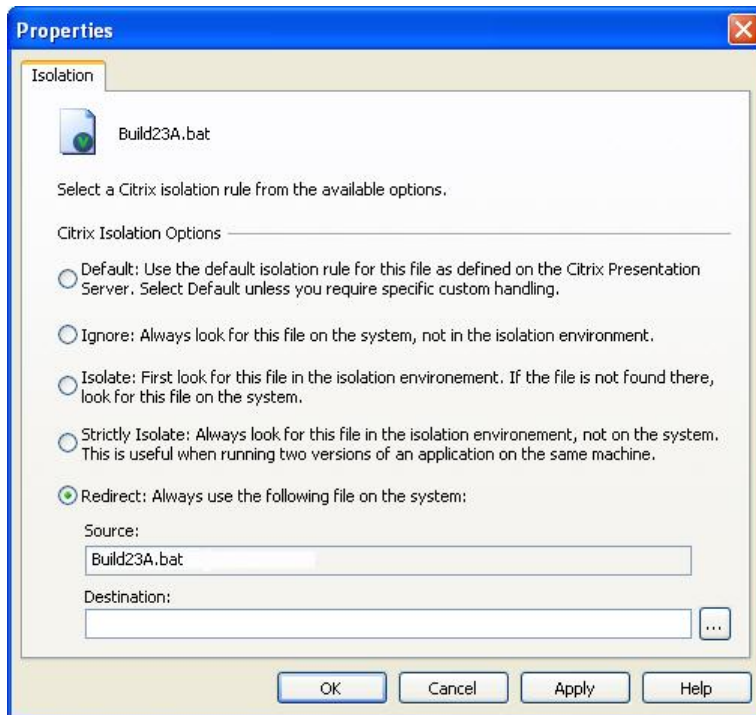 Properties
Isolation
Build23A.bat
Select a Citrix isolation rule from the available options.
Citrix Isolation Options
Default: Use the default isolation rule for this file as defined on the Citrix Presentation
Server. Select Default unless you require specific custom handling.
Ignore: Always look for this file on the system, not in the isolation environment.
Isolate: First look for this file in the isolation environement. If the file is not found there,
look for this file on the system.
Strictly Isolate: Always look for this file in the isolation environement, not on the system.
This is useful when running two versions of an application on the same machine.
Redirect: Always use the following file on the system:
Source:
Build23A.bat
Destination:
...
OK Cancel Apply Help